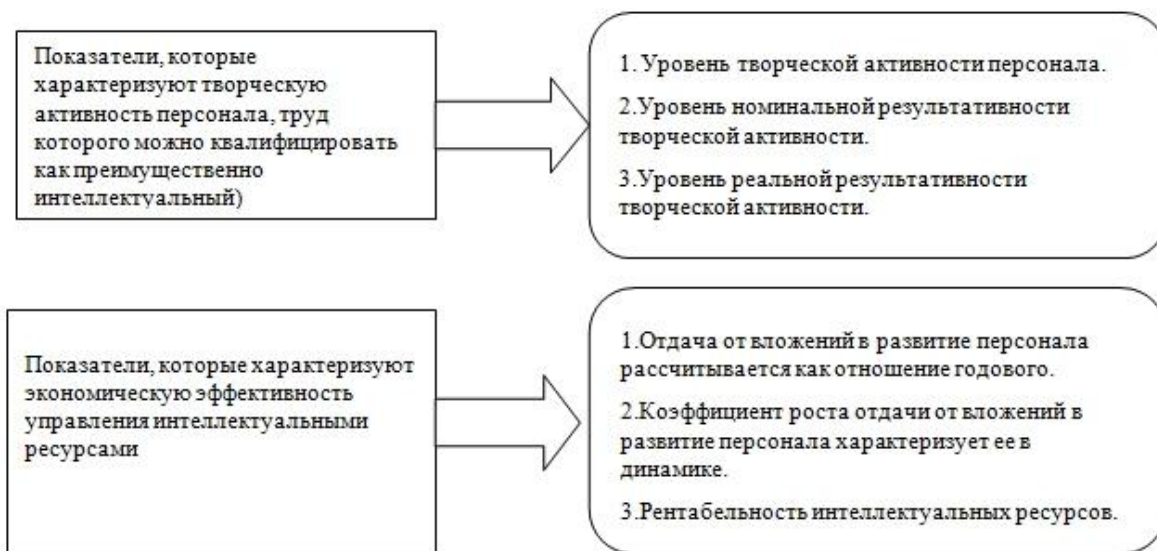 Показатели, которые
характеризуют творческую
активность персонала, труд
которого можно квалифицировать
как преимущественно
интеллектуальный)
1. Уровень творческой активности персонала.
2.Уровень номинальной результативности
творческой активности.
3.Уровень реальной результативности
творческой активности.
Показатели, которые характеризуют
экономическую эффективность
управления интеллектуальными
ресурсами
1.Отдача от вложений в развитие персонала
рассчитывается как отношение годового.
2.Коэффициент роста отдачи от вложений в
развитие персонала характеризует ее в
динамике.
3.Рентабельность интеллектуальных ресурсов.